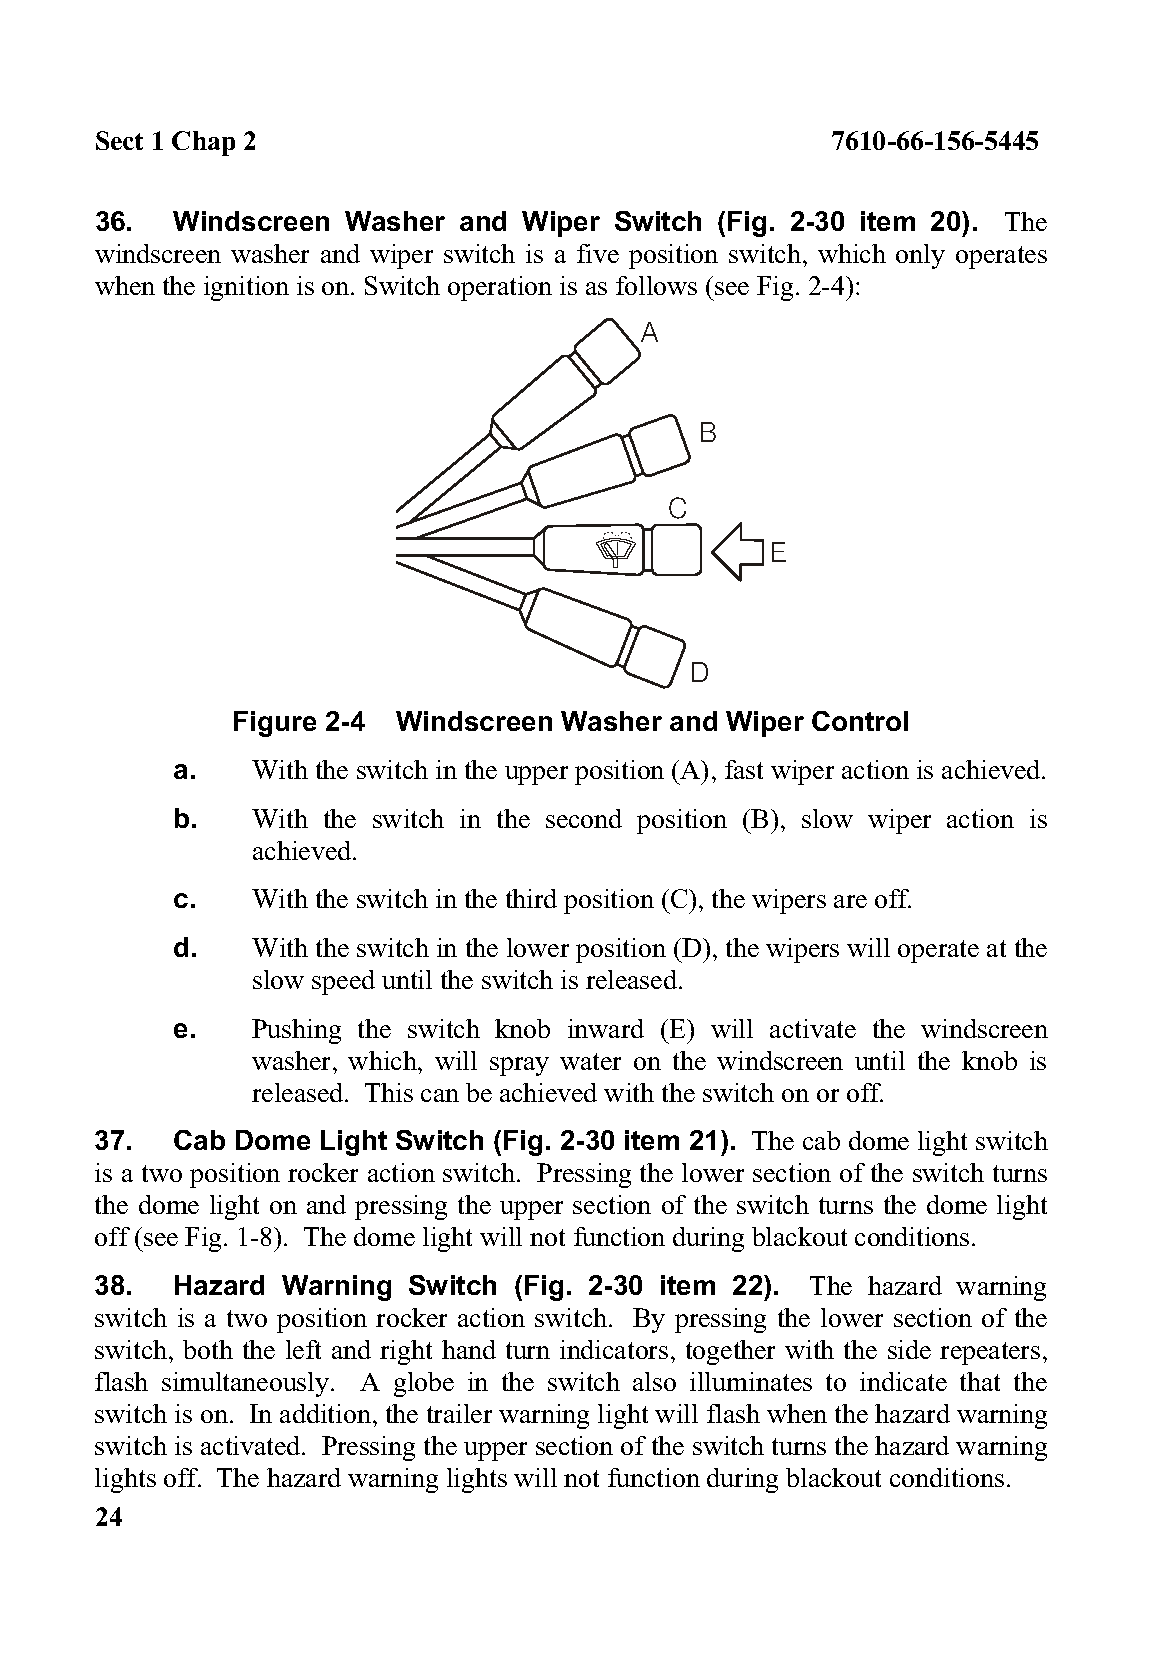 Sect 1 Chap 2 7610-66-156-5445
36. Windscreen Washer and Wiper Switch (Fig. 2-30 item 20). The
windscreen washer and wiper switch is a five position switch, which only operates
when the ignition is on. Switch operation is as follows (see Fig. 2-4):
A
B
C
E
D
Figure 2-4 Windscreen Washer and Wiper Control
a. With the switch in the upper position (A), fast wiper action is achieved.
b. With the switch in the second position (B), slow wiper action is
achieved.
c. With the switch in the third position (C), the wipers are off.
d. With the switch in the lower position (D), the wipers will operate at the
slow speed until the switch is released.
e. Pushing the switch knob inward (E) will activate the windscreen
washer, which, will spray water on the windscreen until the knob is
released. This can be achieved with the switch on or off.
37. Cab Dome Light Switch (Fig. 2-30 item 21). The cab dome light switch
is a two position rocker action switch. Pressing the lower section of the switch turns
the dome light on and pressing the upper section of the switch turns the dome light
off (see Fig. 1-8). The dome light will not function during blackout conditions.
38. Hazard Warning Switch (Fig. 2-30 item 22). The hazard warning
switch is a two position rocker action switch. By pressing the lower section of the
switch, both the left and right hand turn indicators, together with the side repeaters,
flash simultaneously. A globe in the switch also illuminates to indicate that the
switch is on. In addition, the trailer warning light will flash when the hazard warning
switch is activated. Pressing the upper section of the switch turns the hazard warning
lights off. The hazard warning lights will not function during blackout conditions.
24